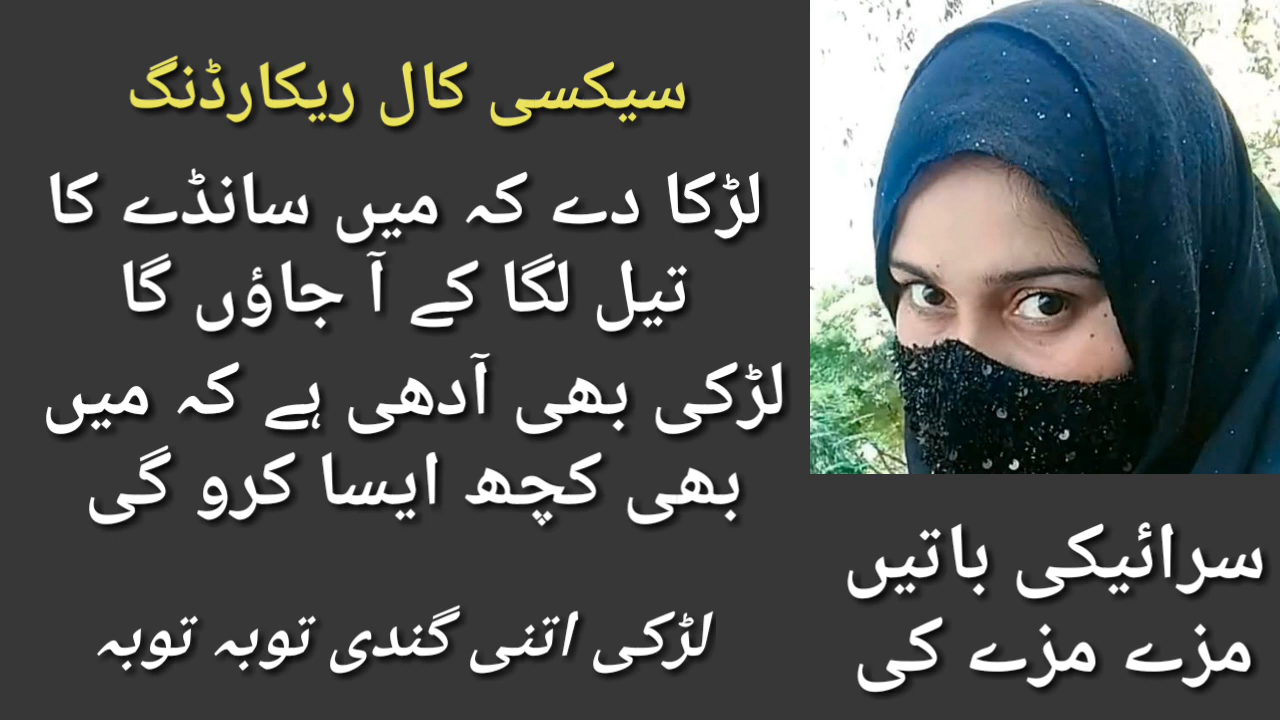 سیکسی کال ریکارڈنگ
لڑکا دے کہ میں سانڈے کا
تیل لگا کے آ جاؤں گا
لڑکی بھی آدھی ہے کہ میں
بھی کچھ ایسا کرو گی
لڑکی اتنی گندی توبہ توبہ
سرائیکی باتیں
مزے مزے کی